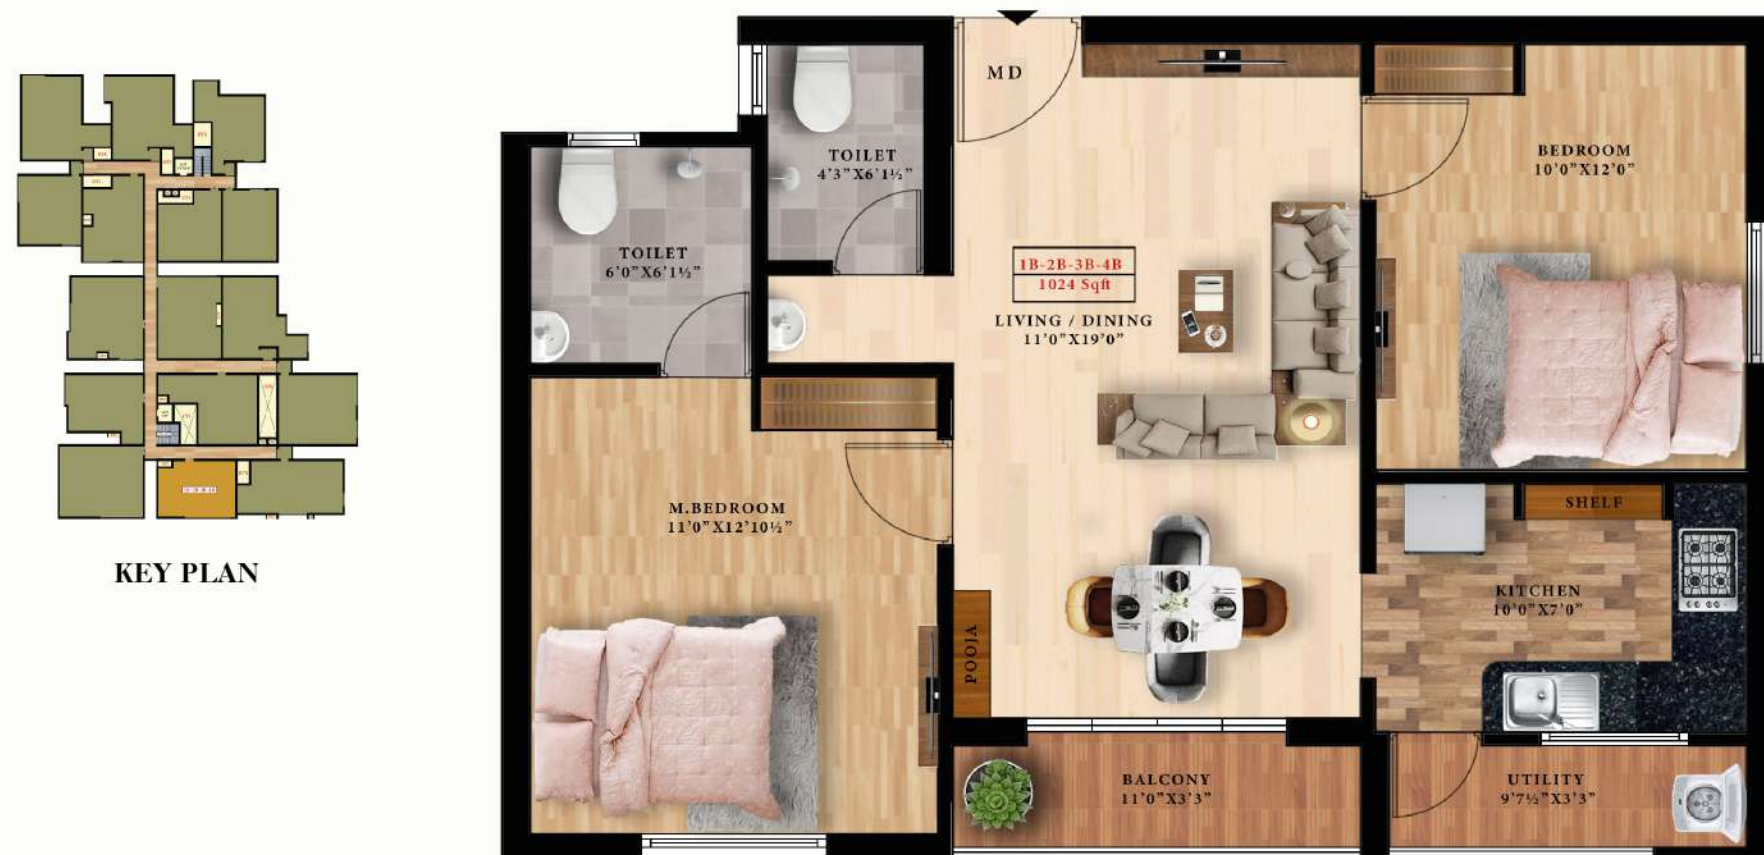 MD
TOILET
4'3"X6'1½"
BEDROOM
10'0"X12'0"
TOILET
6'0"X6'1½"
1B-2B-3B-4B
1024 Sqft
LIVING / DINING
11'0"X19'0"
M.BEDROOM
11'0"X12'10½"
SHELF
KITCHEN
10'0"X7'0"
POOJA
BALCONY
11'0"X3'3"
UTILITY
9'7½"X3'3"
KEY PLAN